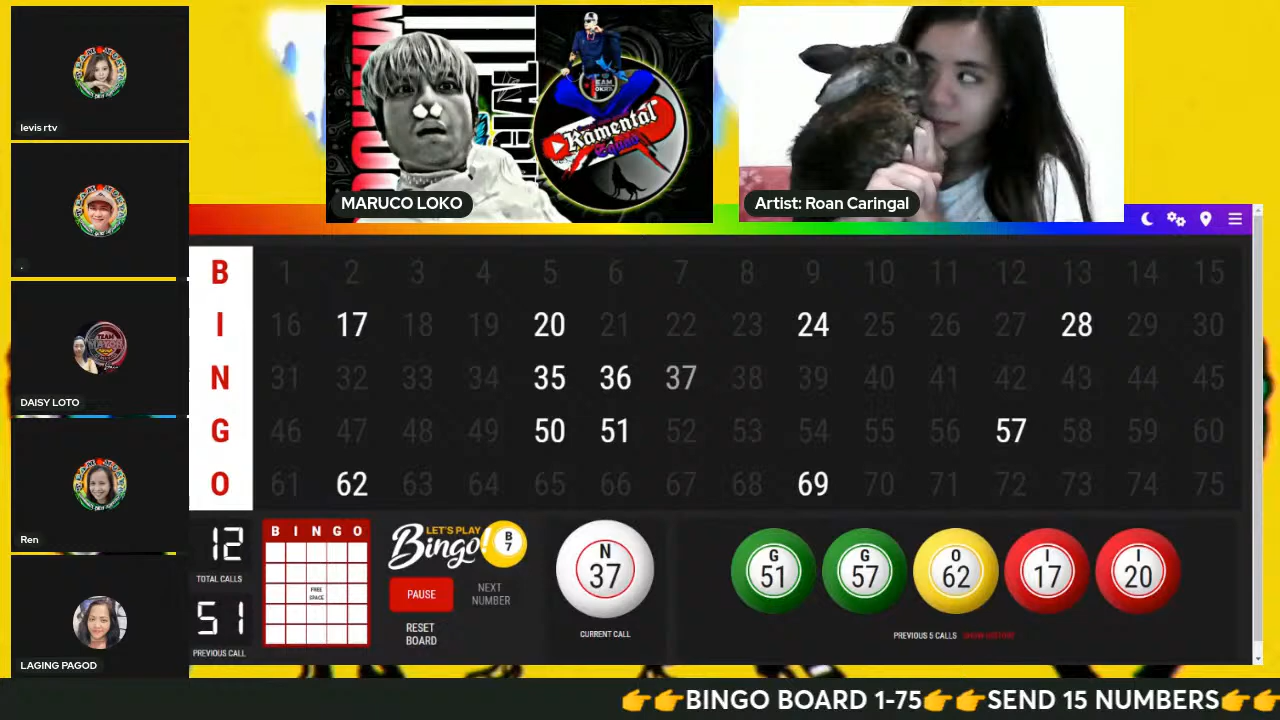 levis rtv
.
DAISY LOTO
Ren
LAGING PAGOD
MARUCO LOKO
Kamental
Squad
Artist: Roan Caringal
B 1 2 3 4 5 6 7 8 9 10 11 12 13 14 15
I 16 17 18 19 20 21 22 23 24 25 26 27 28 29 30
N 31 32 33 34 35 36 37 38 39 40 41 42 43 44 45
G 46 47 48 49 50 51 52 53 54 55 56 57 58 59 60
O 61 62 63 64 65 66 67 68 69 70 71 72 73 74 75
12
TOTAL CALLS
51
PREVIOUS CALL
B I N G O
FREE
SPACE
LET'S PLAY
Bingo!
B
7
PAUSE
NEXT
NUMBER
RESET
BOARD
N
37
CURRENT CALL
G
51
G
57
O
62
I
17
I
20
PREVIOUS 5 CALLS SHOW HISTORY
👉👉BINGO BOARD 1-75👉👉SEND 15 NUMBERS👉👉